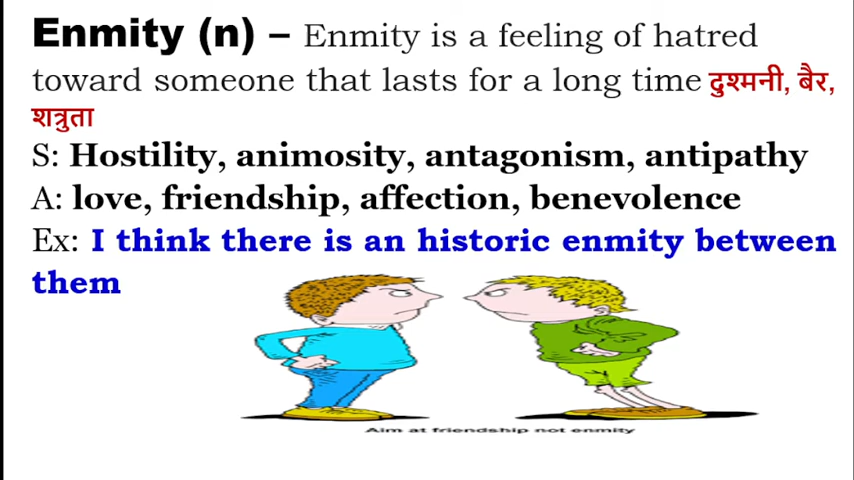 Enmity (n) – Enmity is a feeling of hatred
toward someone that lasts for a long time दुश्मनी, बैर,
शत्रुता
S: Hostility, animosity, antagonism, antipathy
A: love, friendship, affection, benevolence
Ex: I think there is an historic enmity between
them
Aim at friendship not enmity